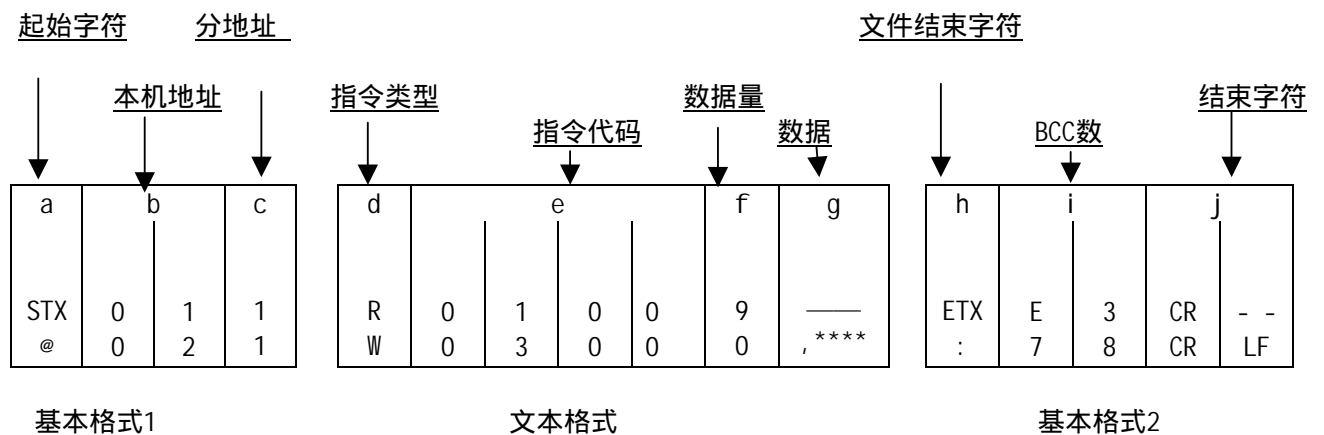 起始字符 分地址 文件结束字符
本机地址 指令类型 数据量 结束字符
指令代码 数据 BCC数
a b c d e f g h i j
STX 0 1 1 R 0 1 0 0 9 —— ETX E 3 CR - -
@ 0 2 1 W 0 3 0 0 0 ,**** : 7 8 CR LF
基本格式1 文本格式 基本格式2